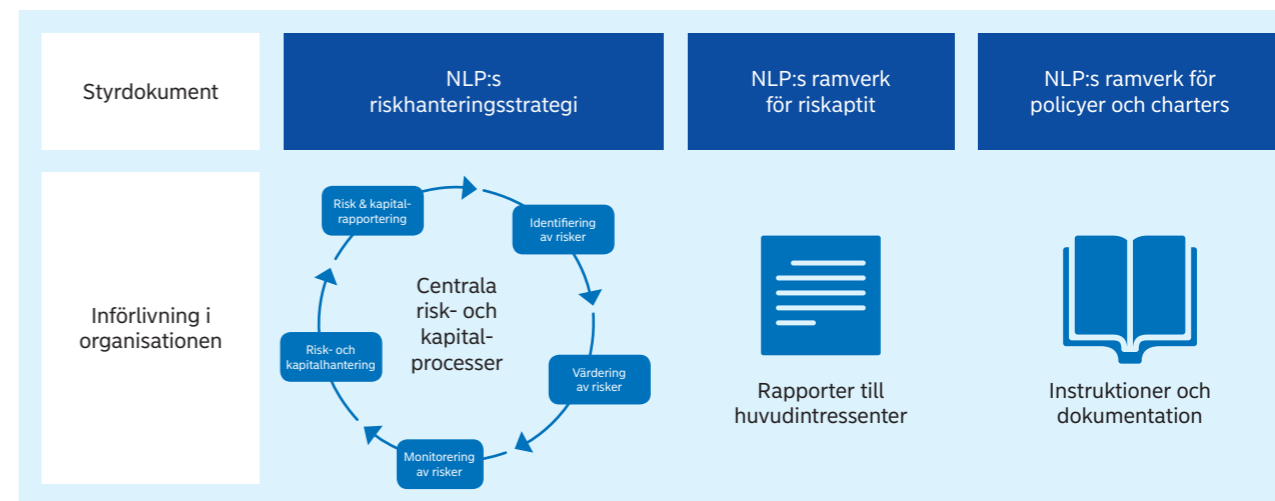 Styrdokument
NLP:s
riskhanteringsstrategi
NLP:s ramverk
för riskaptit
NLP:s ramverk för
policyer och charters
Införlivning i
organisationen
Risk & kapital-
rapportering
Identifiering
av risker
Centrala
risk- och
kapital-
processer
Risk- och
kapitalhantering
Värdering
av risker
Monitorering
av risker
Rapporter till
huvudintressenter
Instruktioner och
dokumentation